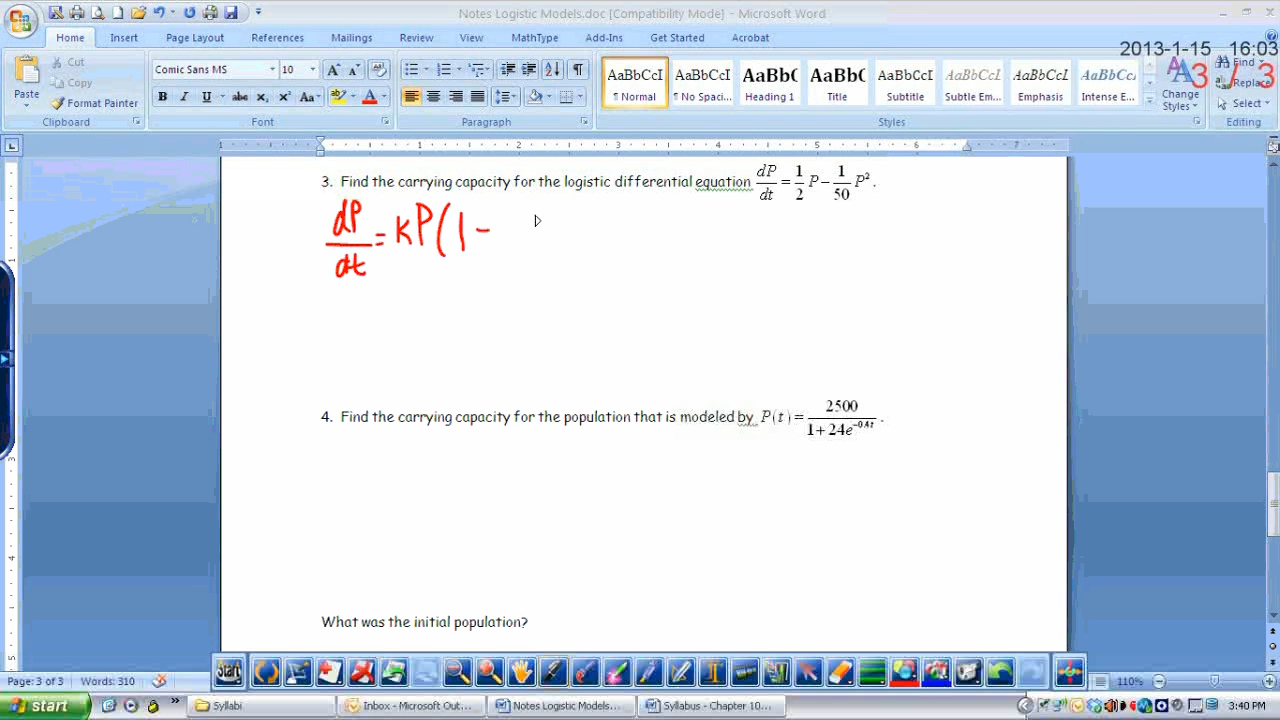 Notes Logistic Models.doc [Compatibility Mode] - Microsoft Word
2013-1-15 16:03
Home Insert Page Layout References Mailings Review View MathType Add-Ins Get Started Acrobat
Cut
Copy
Format Painter
Paste
Clipboard
Comic Sans MS 10
Font
Paragraph
AaBbCcI AaBbCcI AaBbC AaBbC AaBbCcI AaBbCcI AaBbCcI AaBbCcI
¶ Normal ¶ No Spaci... Heading 1 Title Subtitle Subtle Em... Emphasis Intense E...
Styles
Change Styles
Find
Replace
Select
Editing
3. Find the carrying capacity for the logistic differential equation dP/dt = 1/2 P − 1/50 P².
dP/dt = KP(1 −
4. Find the carrying capacity for the population that is modeled by P(t) = 2500/(1+24e^−0.4t).
What was the initial population?
Start
Page: 3 of 3 Words: 310 110%
start Syllabi Inbox - Microsoft Out... Notes Logistic Models... Syllabus - Chapter 10... 3:40 PM